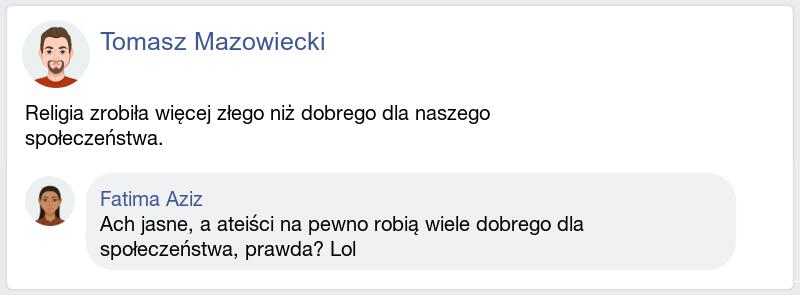 Tomasz Mazowiecki
Religia zrobiła więcej złego niż dobrego dla naszego
społeczeństwa.
Fatima Aziz
Ach jasne, a ateiści na pewno robią wiele dobrego dla
społeczeństwa, prawda? Lol